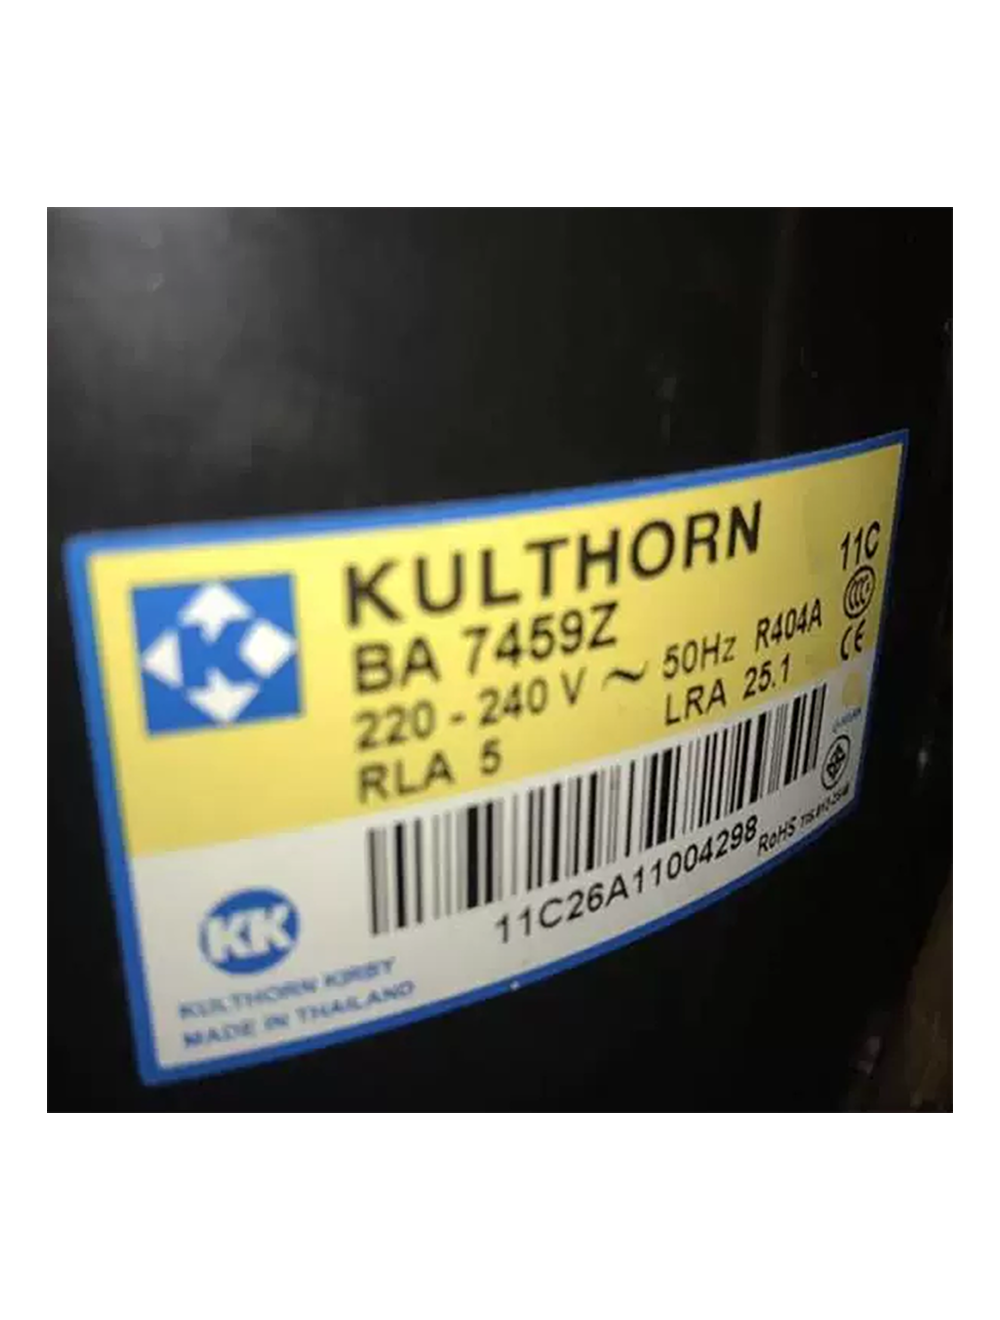 KULTHORN
11C
BA 7459Z
220 - 240 V ~ 50Hz R404A
RLA 5 LRA 25.1
CCC
CE
K
11C26A11004298
RoHS
KK
KULTHORN KIRBY
MADE IN THAILAND